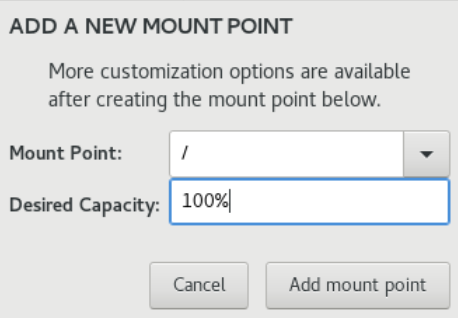 ADD A NEW MOUNT POINT
More customization options are available
after creating the mount point below.
Mount Point: /
Desired Capacity: 100%
Cancel Add mount point